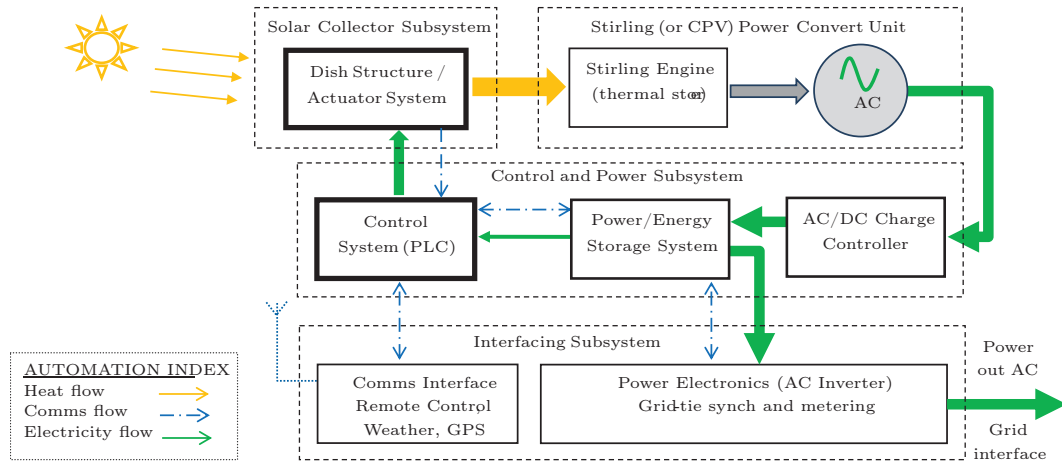 Solar Collector Subsystem
Dish Structure /
Actuator System
Stirling (or CPV) Power Convert Unit
Stirling Engine
(thermal store)
AC
Control and Power Subsystem
Control
System (PLC)
Power/Energy
Storage System
AC/DC Charge
Controller
Interfacing Subsystem
Comms Interface
Remote Control
Weather, GPS
Power Electronics (AC Inverter)
Grid-tie synch and metering
Power
out AC
Grid
interface
AUTOMATION INDEX
Heat flow
Comms flow
Electricity flow